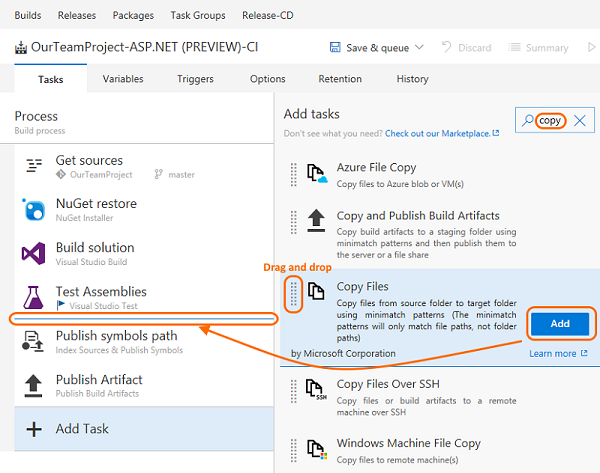 Builds Releases Packages Task Groups Release-CD
OurTeamProject-ASP.NET (PREVIEW)-CI
Save & queue Discard Summary
Tasks Variables Triggers Options Retention History
Process
Build process
Get sources
OurTeamProject master
NuGet restore
NuGet Installer
Build solution
Visual Studio Build
Test Assemblies
Visual Studio Test
Publish symbols path
Index Sources & Publish Symbols
Publish Artifact
Publish Build Artifacts
Add Task
Add tasks
copy
Don't see what you need? Check out our Marketplace.
Azure File Copy
Copy files to Azure blob or VM(s)
Copy and Publish Build Artifacts
Copy build artifacts to a staging folder using
minimatch patterns and then publish them to
the server or a file share
Drag and drop
Copy Files
Copy files from source folder to target folder
using minimatch patterns (The minimatch
patterns will only match file paths, not folder
paths)
Add
by Microsoft Corporation Learn more
Copy Files Over SSH
SSH
Copy files or build artifacts to a remote
machine over SSH
Windows Machine File Copy
Copy files to remote machine(s)